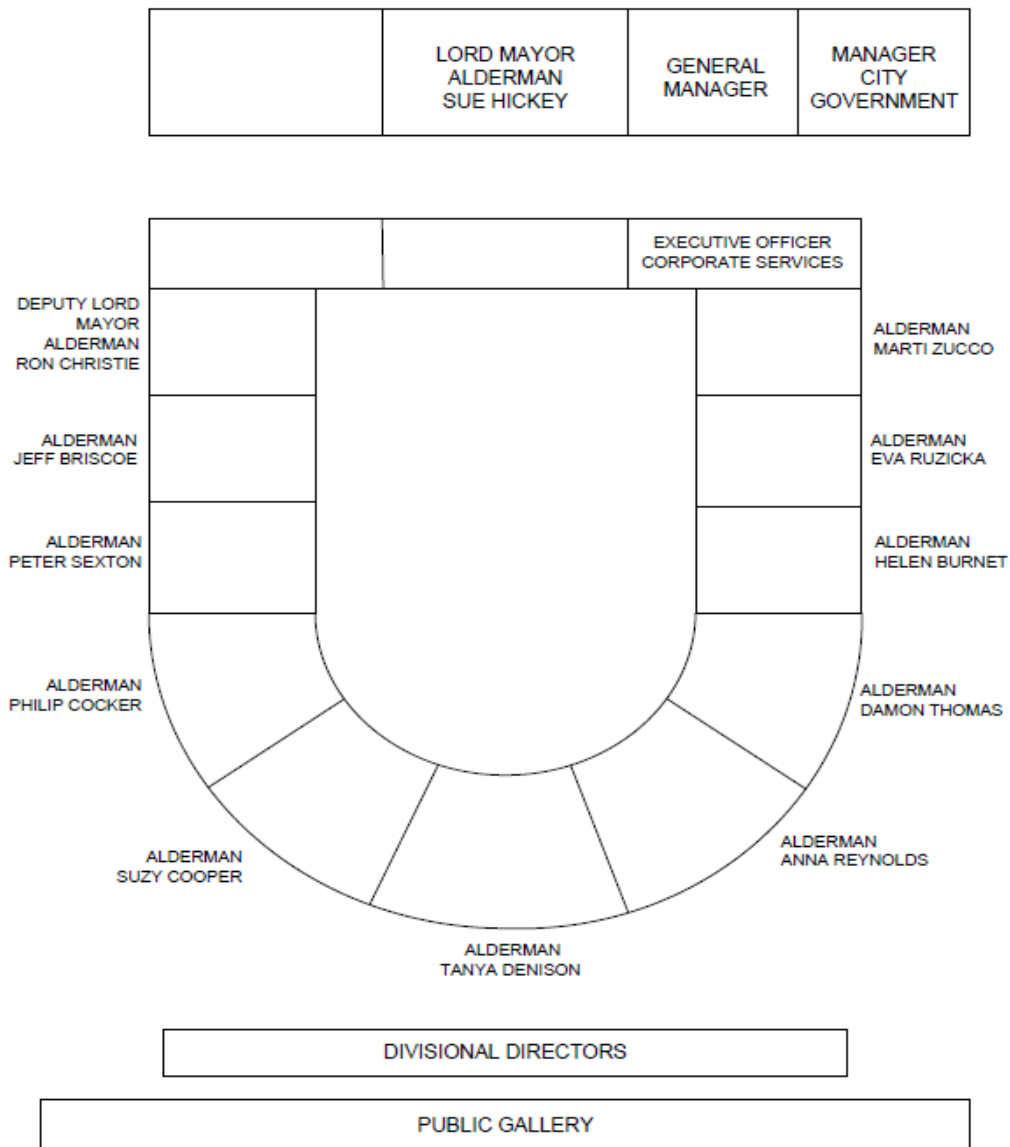 LORD MAYOR
ALDERMAN
SUE HICKEY
GENERAL
MANAGER
MANAGER
CITY
GOVERNMENT
EXECUTIVE OFFICER
CORPORATE SERVICES
DEPUTY LORD
MAYOR
ALDERMAN
RON CHRISTIE
ALDERMAN
MARTI ZUCCO
ALDERMAN
JEFF BRISCOE
ALDERMAN
EVA RUZICKA
ALDERMAN
PETER SEXTON
ALDERMAN
HELEN BURNET
ALDERMAN
PHILIP COCKER
ALDERMAN
DAMON THOMAS
ALDERMAN
SUZY COOPER
ALDERMAN
ANNA REYNOLDS
ALDERMAN
TANYA DENISON
DIVISIONAL DIRECTORS
PUBLIC GALLERY